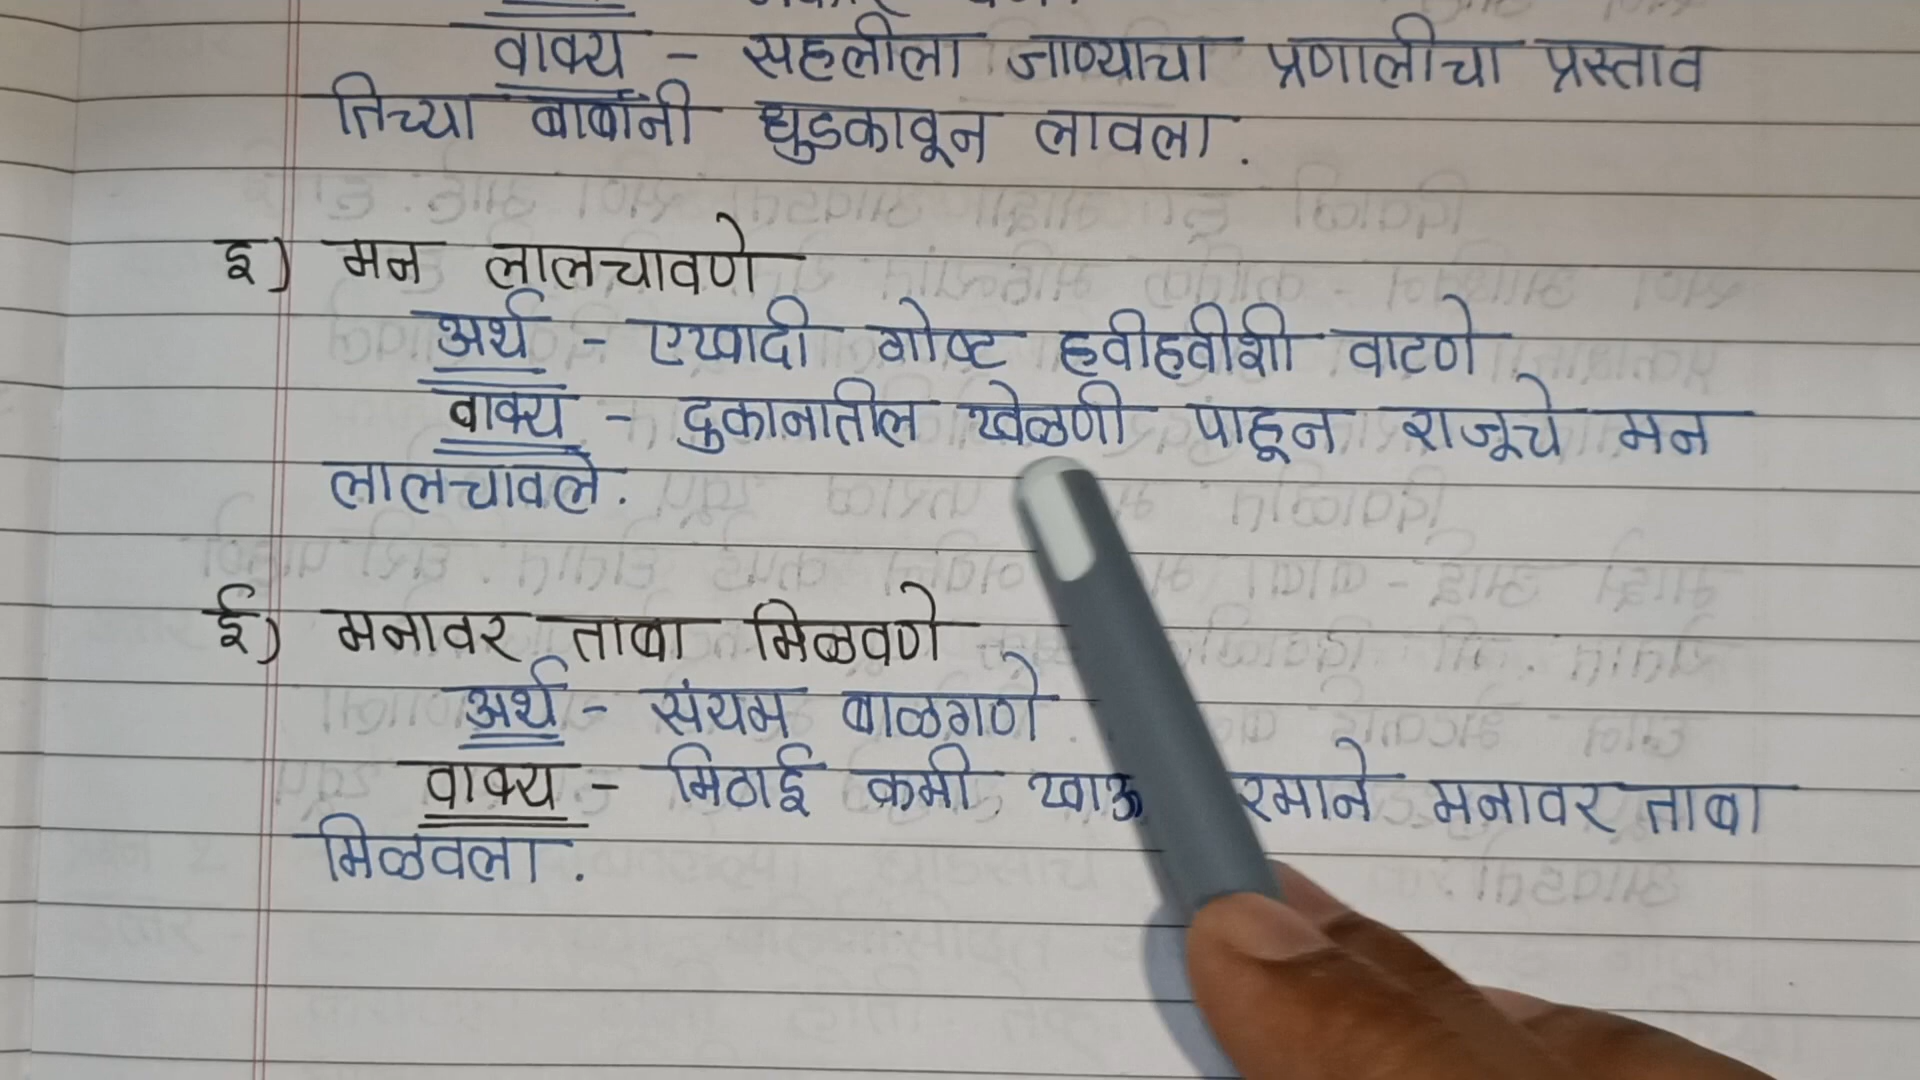 वाक्य - सहलीला जाण्याचा प्रणालीचा प्रस्ताव
तिच्या बाबांनी धुडकावून लावला.
इ) मन लालचावणे
अर्थ - एखादी गोष्ट हवीहवीशी वाटणे
वाक्य - दुकानातील खेळणी पाहून राजूचे मन
लालचावले.
ई) मनावर ताबा मिळवणे
अर्थ - संयम बाळगणे
वाक्य - मिठाई कमी खाऊ रमाने मनावर ताबा
मिळवला.